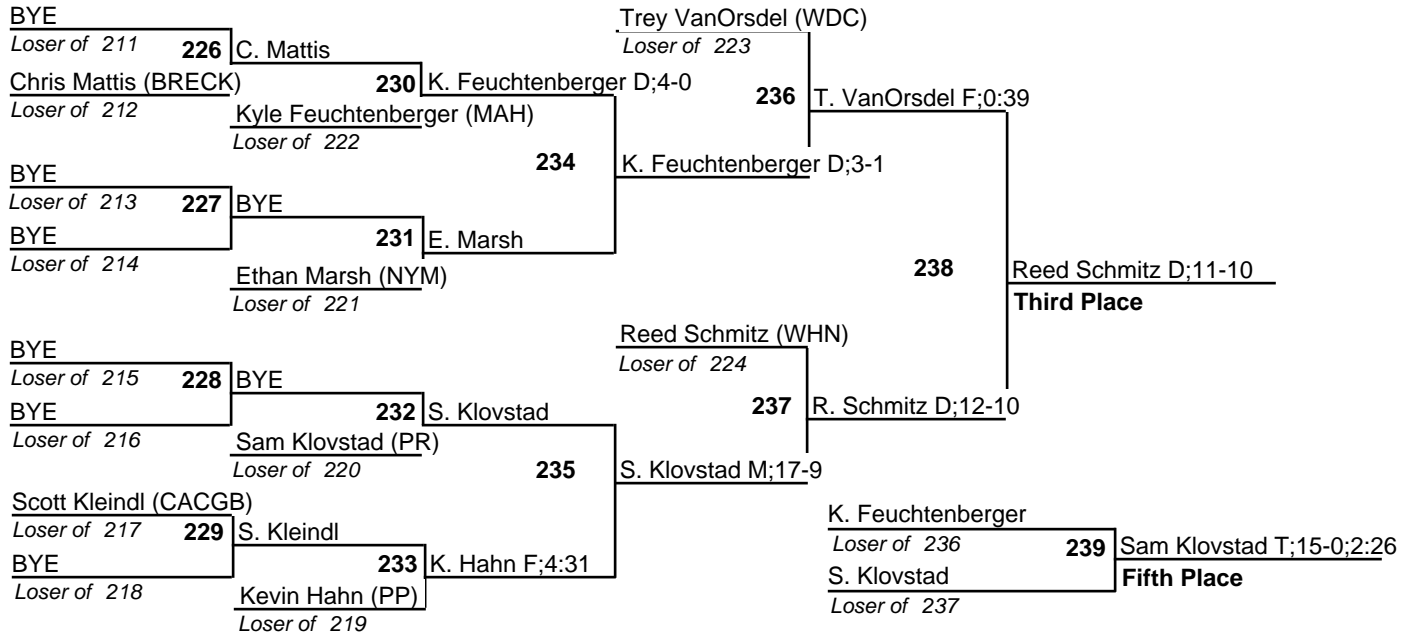 BYE
Loser of 211
226
C. Mattis
Chris Mattis (BRECK)
Loser of 212
230
K. Feuchtenberger D;4-0
Kyle Feuchtenberger (MAH)
Loser of 222
BYE
Loser of 213
227
BYE
BYE
Loser of 214
231
E. Marsh
Ethan Marsh (NYM)
Loser of 221
234
K. Feuchtenberger D;3-1
Trey VanOrsdel (WDC)
Loser of 223
236
T. VanOrsdel F;0:39
BYE
Loser of 215
228
BYE
BYE
Loser of 216
232
S. Klovstad
Sam Klovstad (PR)
Loser of 220
Scott Kleindl (CACGB)
Loser of 217
229
S. Kleindl
BYE
Loser of 218
233
K. Hahn F;4:31
Kevin Hahn (PP)
Loser of 219
235
S. Klovstad M;17-9
Reed Schmitz (WHN)
Loser of 224
237
R. Schmitz D;12-10
238
Reed Schmitz D;11-10
Third Place
K. Feuchtenberger
Loser of 236
239
Sam Klovstad T;15-0;2:26
S. Klovstad
Fifth Place
Loser of 237